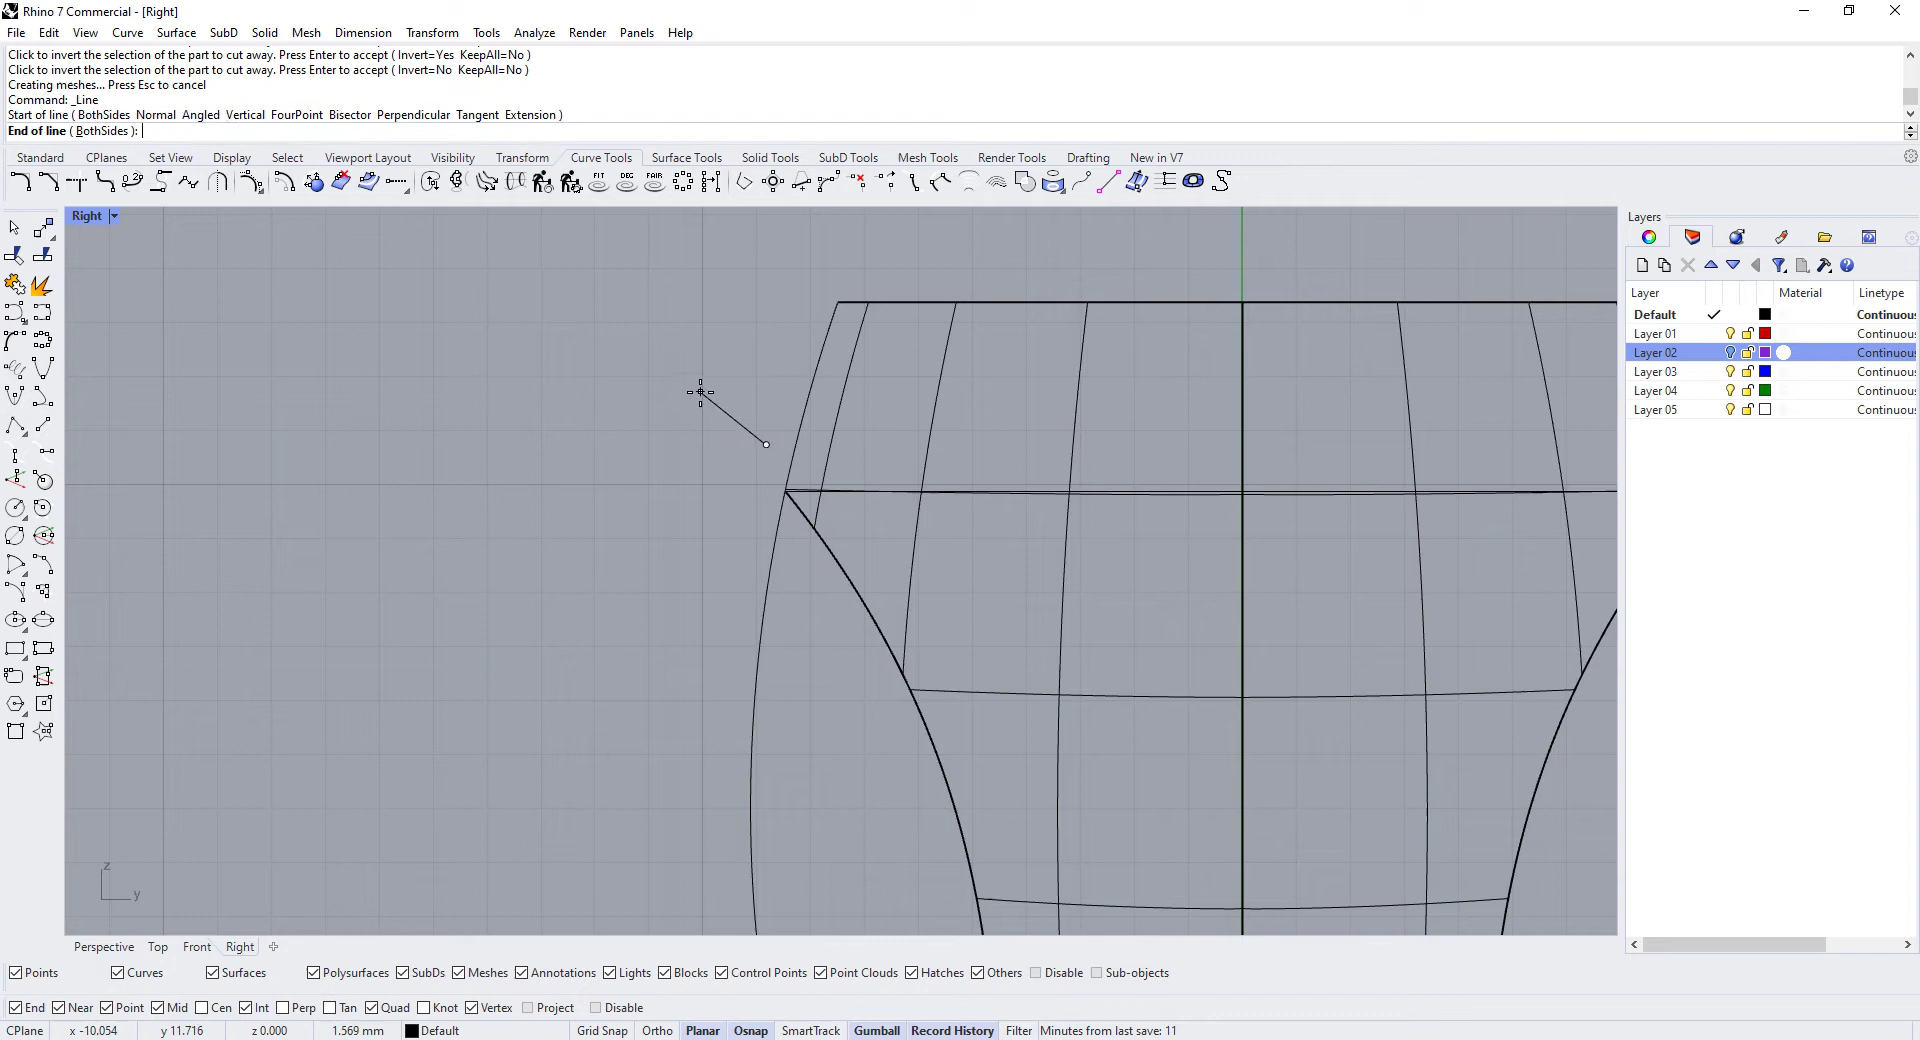 Rhino 7 Commercial - [Right]
File Edit View Curve Surface SubD Solid Mesh Dimension Transform Tools Analyze Render Panels Help
Click to invert the selection of the part to cut away. Press Enter to accept ( Invert=Yes KeepAll=No )
Click to invert the selection of the part to cut away. Press Enter to accept ( Invert=No KeepAll=No )
Creating meshes... Press Esc to cancel
Command: _Line
Start of line ( BothSides Normal Angled Vertical FourPoint Bisector Perpendicular Tangent Extension )
End of line ( BothSides ):
Standard CPlanes Set View Display Select Viewport Layout Visibility Transform Curve Tools Surface Tools Solid Tools SubD Tools Mesh Tools Render Tools Drafting New in V7
FIT DEG FAIR
Right
Layers
Layer Material Linetype
Default Continuous
Layer 01 Continuous
Layer 02 Continuous
Layer 03 Continuous
Layer 04 Continuous
Layer 05 Continuous
z
y
Perspective Top Front Right
Points Curves Surfaces Polysurfaces SubDs Meshes Annotations Lights Blocks Control Points Point Clouds Hatches Others Disable Sub-objects
End Near Point Mid Cen Int Perp Tan Quad Knot Vertex Project Disable
CPlane x -10.054 y 11.716 z 0.000 1.569 mm Default Grid Snap Ortho Planar Osnap SmartTrack Gumball Record History Filter Minutes from last save: 11